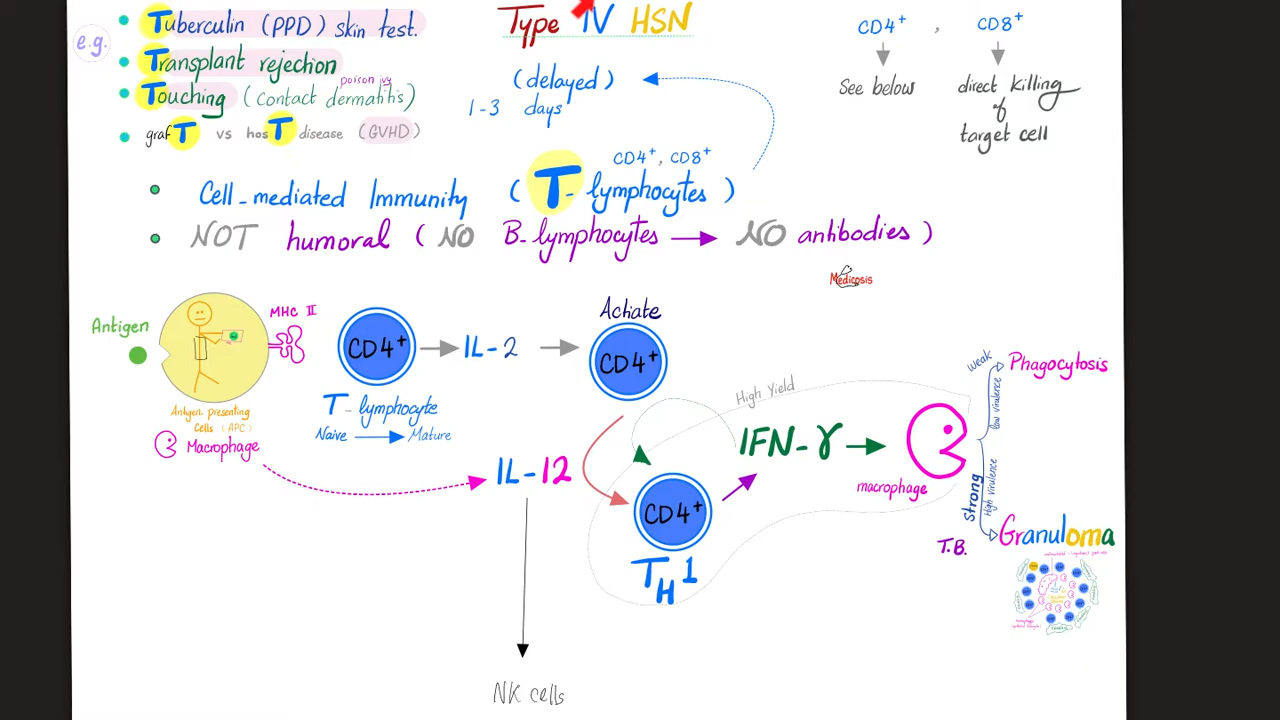 e.g.
Tuberculin (PPD) skin test.
Transplant rejection
poison ivy
Touching (contact dermatitis)
grafT vs hosT disease (GVHD)
Type IV HSN
(delayed)
1-3 days
CD4+ , CD8+
See below
direct killing
of
target cell
CD4+, CD8+
Cell-mediated Immunity (T-lymphocytes)
NOT humoral (NO B-lymphocytes → NO antibodies)
Medicosis
Antigen
MHC II
Antigen presenting
Cells (APC)
Macrophage
CD4+
T-lymphocyte
Naive → Mature
IL-2
Activate
CD4+
IL-12
NK cells
CD4+
TH1
High Yield
IFN-γ
macrophage
weak
low virulence
Phagocytosis
strong
High virulence
T.B.
Granuloma